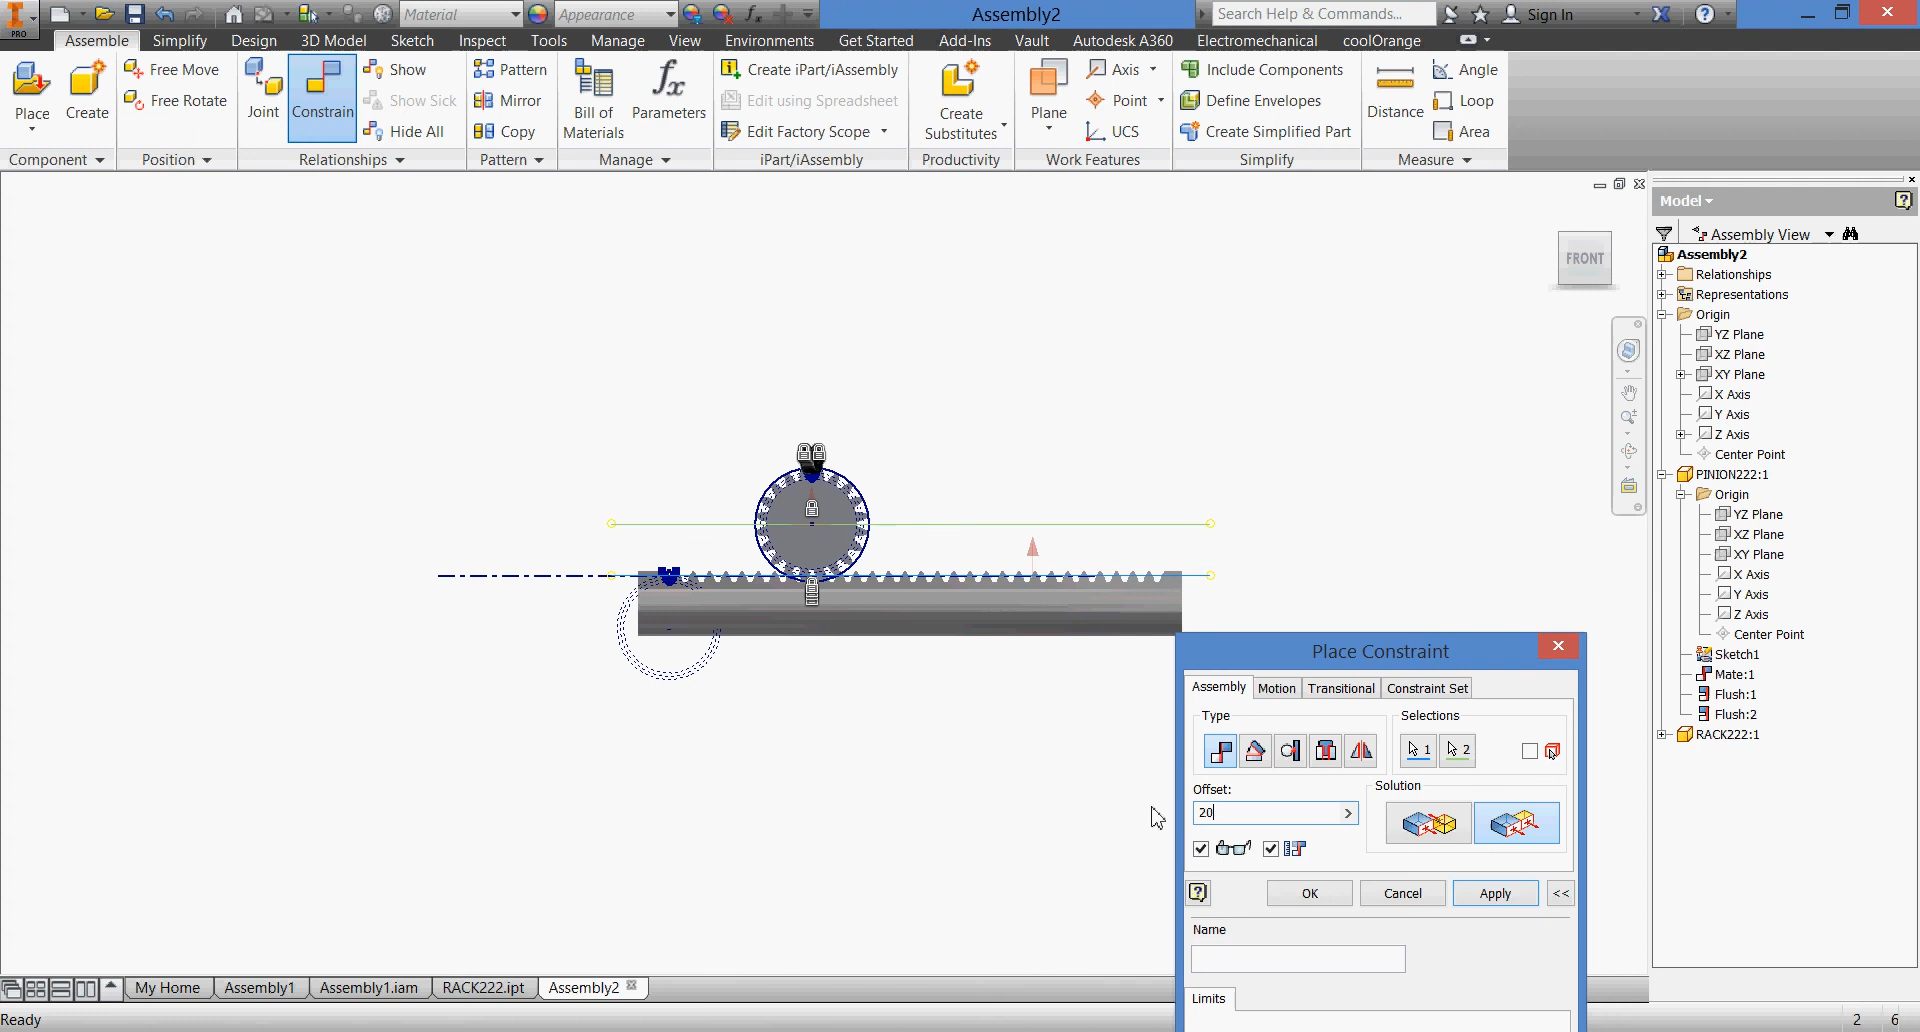 PRO
Material
Appearance
Assembly2
Search Help & Commands...
Sign In
Assemble
Simplify
Design
3D Model
Sketch
Inspect
Tools
Manage
View
Environments
Get Started
Add-Ins
Vault
Autodesk A360
Electromechanical
coolOrange
Place
Create
Free Move
Free Rotate
Joint
Constrain
Show
Show Sick
Hide All
Pattern
Mirror
Copy
Bill of
Materials
Parameters
Create iPart/iAssembly
Edit using Spreadsheet
Edit Factory Scope
Create
Substitutes
Plane
Axis
Point
UCS
Include Components
Define Envelopes
Create Simplified Part
Distance
Angle
Loop
Area
Component
Position
Relationships
Pattern
Manage
iPart/iAssembly
Productivity
Work Features
Simplify
Measure
FRONT
Model
Assembly View
Assembly2
Relationships
Representations
Origin
YZ Plane
XZ Plane
XY Plane
X Axis
Y Axis
Z Axis
Center Point
PINION222:1
Origin
YZ Plane
XZ Plane
XY Plane
X Axis
Y Axis
Z Axis
Center Point
Sketch1
Mate:1
Flush:1
Flush:2
RACK222:1
Place Constraint
Assembly
Motion
Transitional
Constraint Set
Type
Selections
1
2
Offset:
20
Solution
OK
Cancel
Apply
<<
Name
Limits
My Home
Assembly1
Assembly1.iam
RACK222.ipt
Assembly2
Ready
2
6